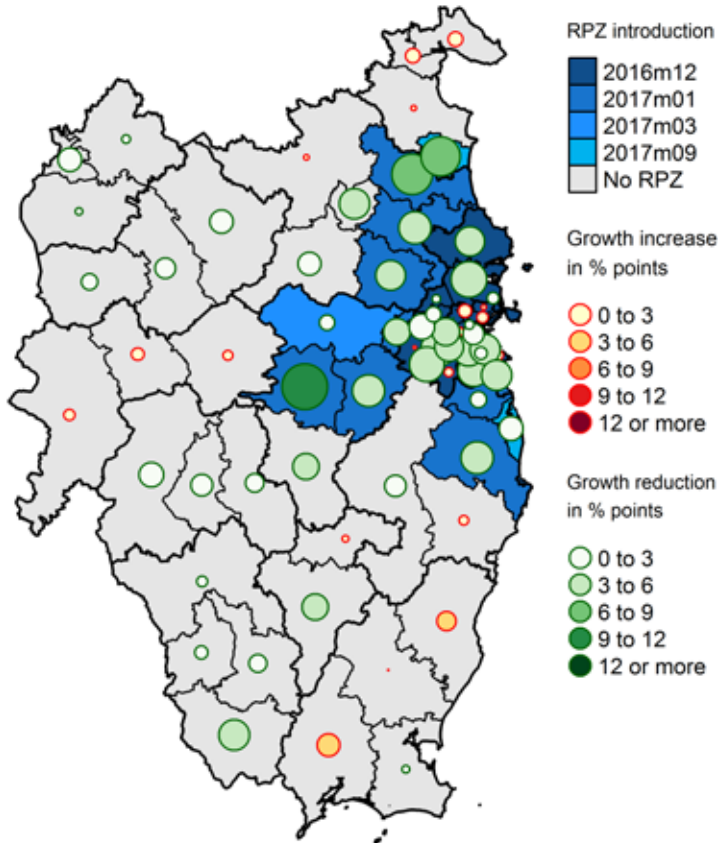 RPZ introduction
2016m12
2017m01
2017m03
2017m09
No RPZ
Growth increase
in % points
0 to 3
3 to 6
6 to 9
9 to 12
12 or more
Growth reduction
in % points
0 to 3
3 to 6
6 to 9
9 to 12
12 or more